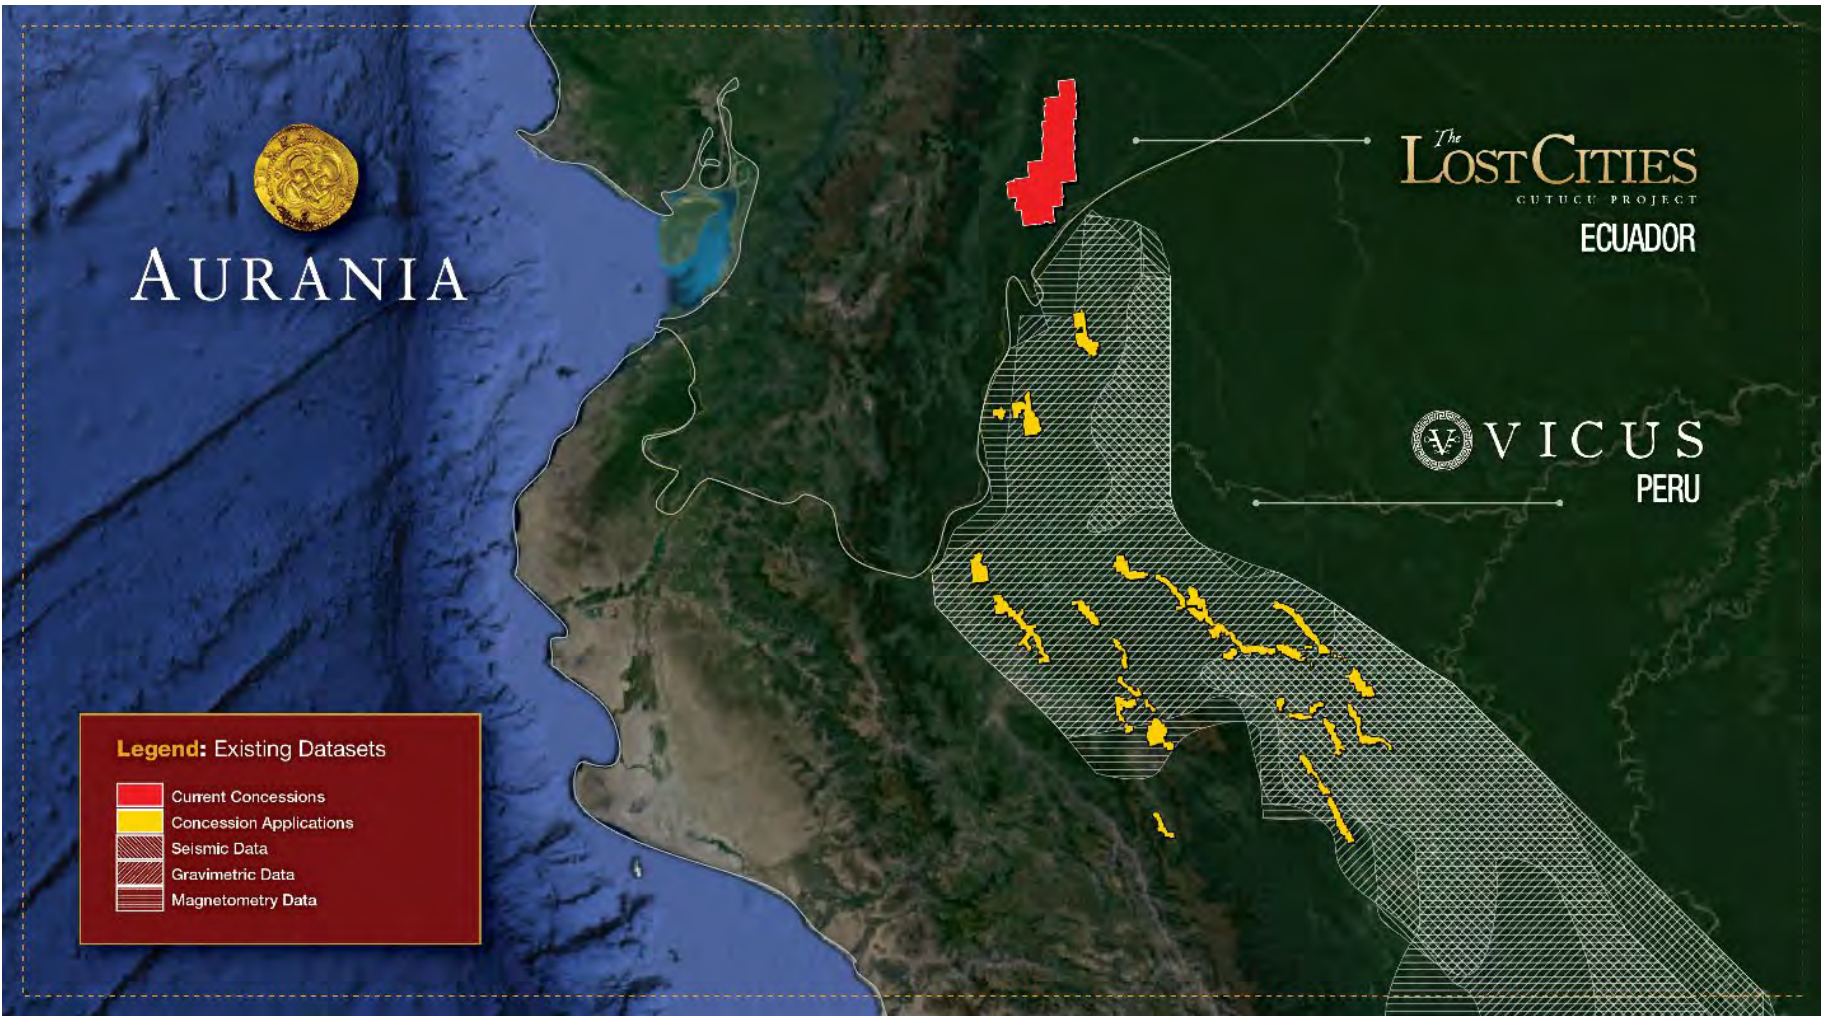 AURANIA
The
LOST CITIES
CUTUCU PROJECT
ECUADOR
VICUS
PERU
Legend: Existing Datasets
Current Concessions
Concession Applications
Seismic Data
Gravimetric Data
Magnetometry Data